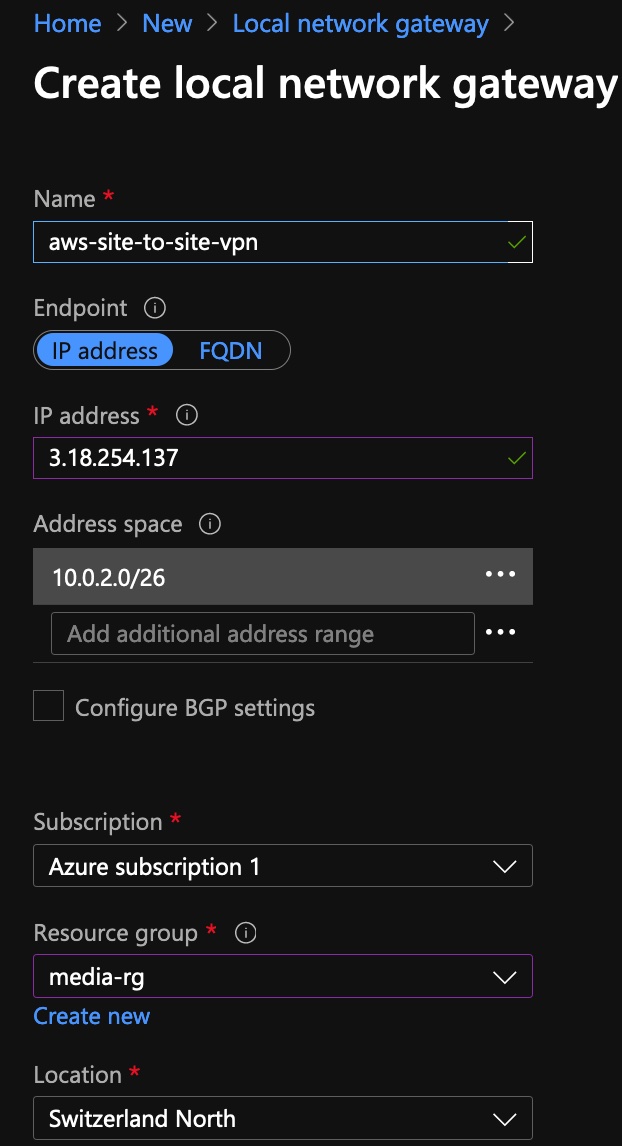 Home > New > Local network gateway >
Create local network gateway
Name *
aws-site-to-site-vpn
Endpoint
IP address FQDN
IP address *
3.18.254.137
Address space
10.0.2.0/26
Add additional address range
Configure BGP settings
Subscription *
Azure subscription 1
Resource group *
media-rg
Create new
Location *
Switzerland North